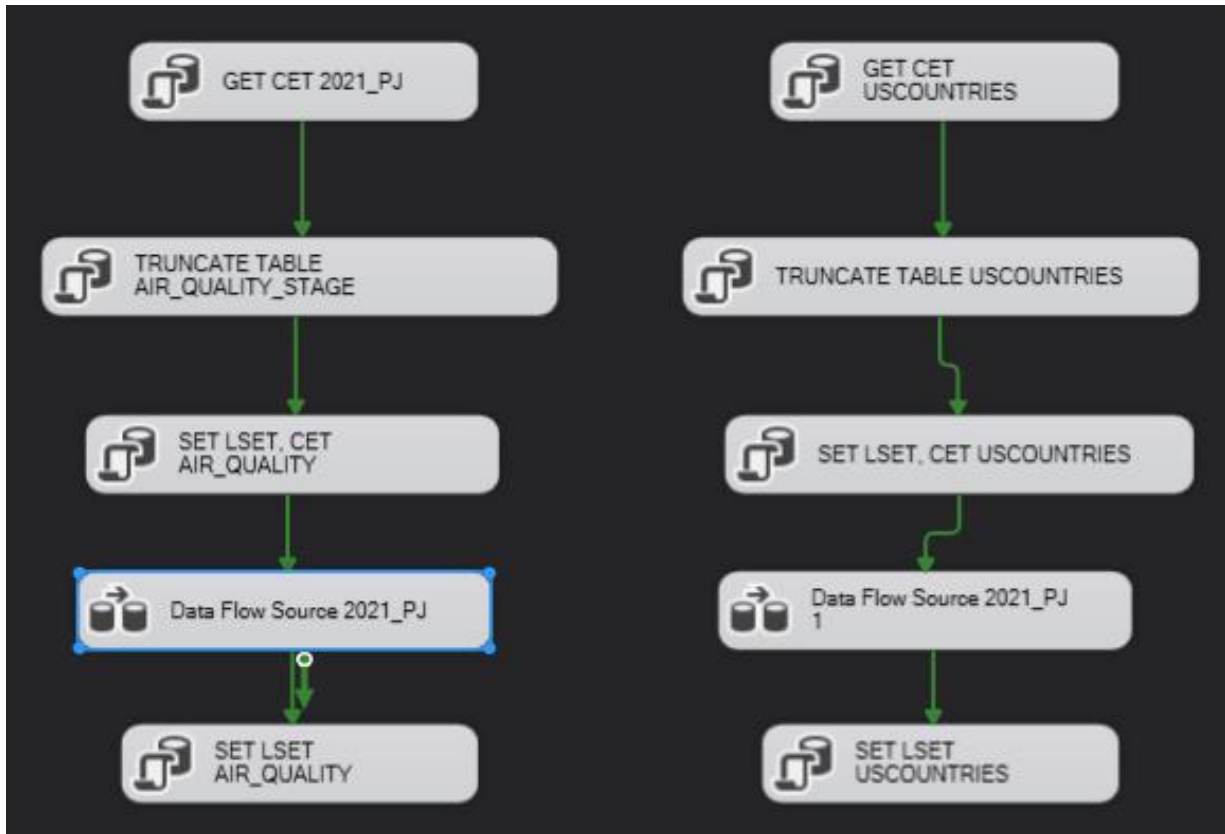 GET CET 2021_PJ
GET CET
USCOUNTRIES
TRUNCATE TABLE
AIR_QUALITY_STAGE
TRUNCATE TABLE USCOUNTRIES
SET LSET, CET
AIR_QUALITY
SET LSET, CET USCOUNTRIES
Data Flow Source 2021_PJ
Data Flow Source 2021_PJ
1
SET LSET
AIR_QUALITY
SET LSET
USCOUNTRIES